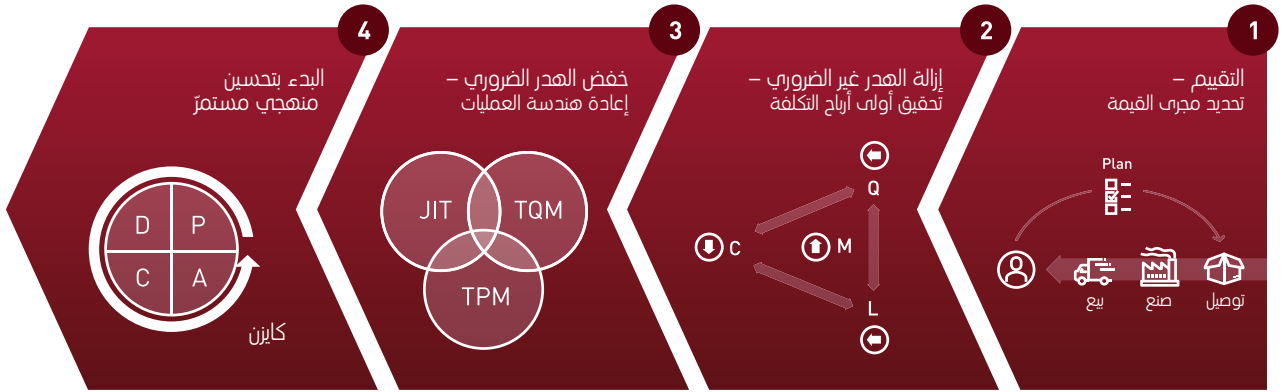 1
التقييم –
تحديد مجرى القيمة
Plan
توصيل
صنع
بيع
2
إزالة الهدر غير الضروري –
تحقيق أولى أرباح التكلفة
Q
M
C
L
3
خفض الهدر الضروري –
إعادة هندسة العمليات
TQM
JIT
TPM
4
البدء بتحسين
منهجي مستمرّ
D
P
C
A
كايزن